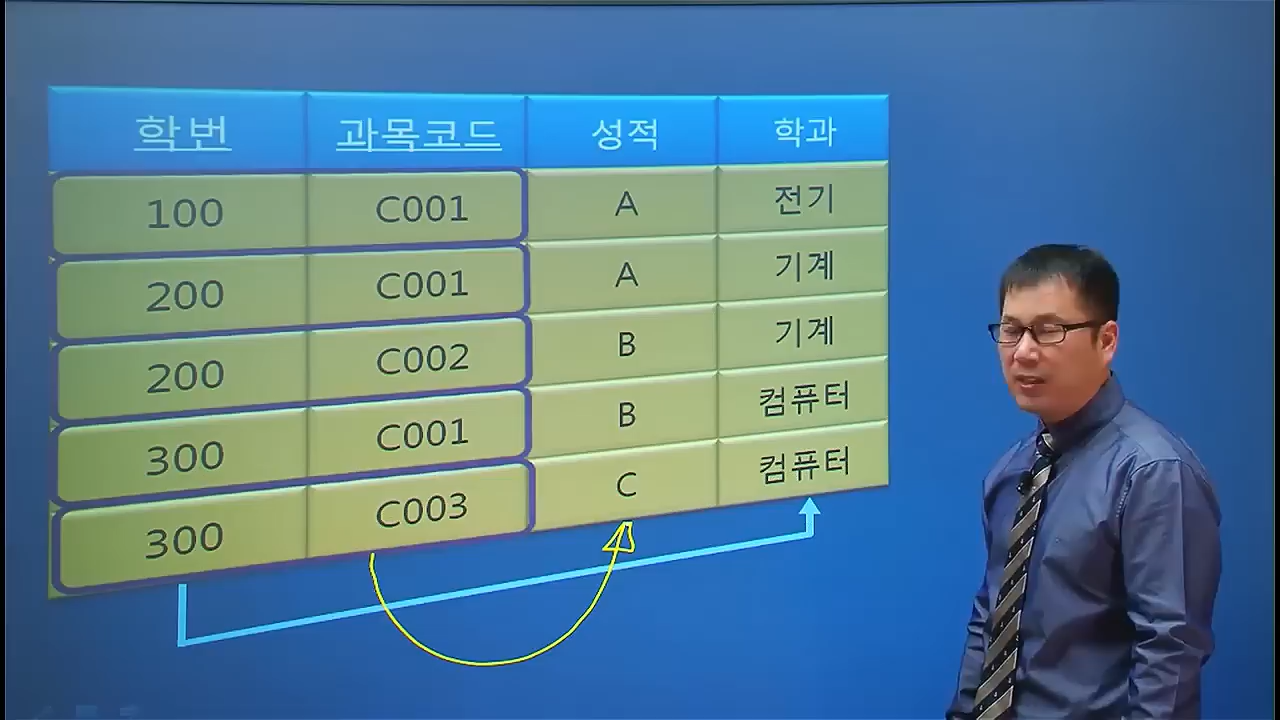 학번 과목코드 성적 학과
100 C001 A 전기
200 C001 A 기계
200 C002 B 기계
300 C001 B 컴퓨터
300 C003 C 컴퓨터